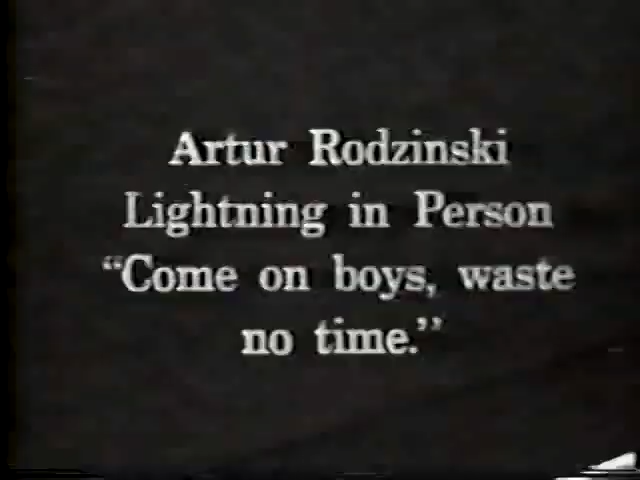 Artur Rodzinski
Lightning in Person
“Come on boys, waste
no time.”